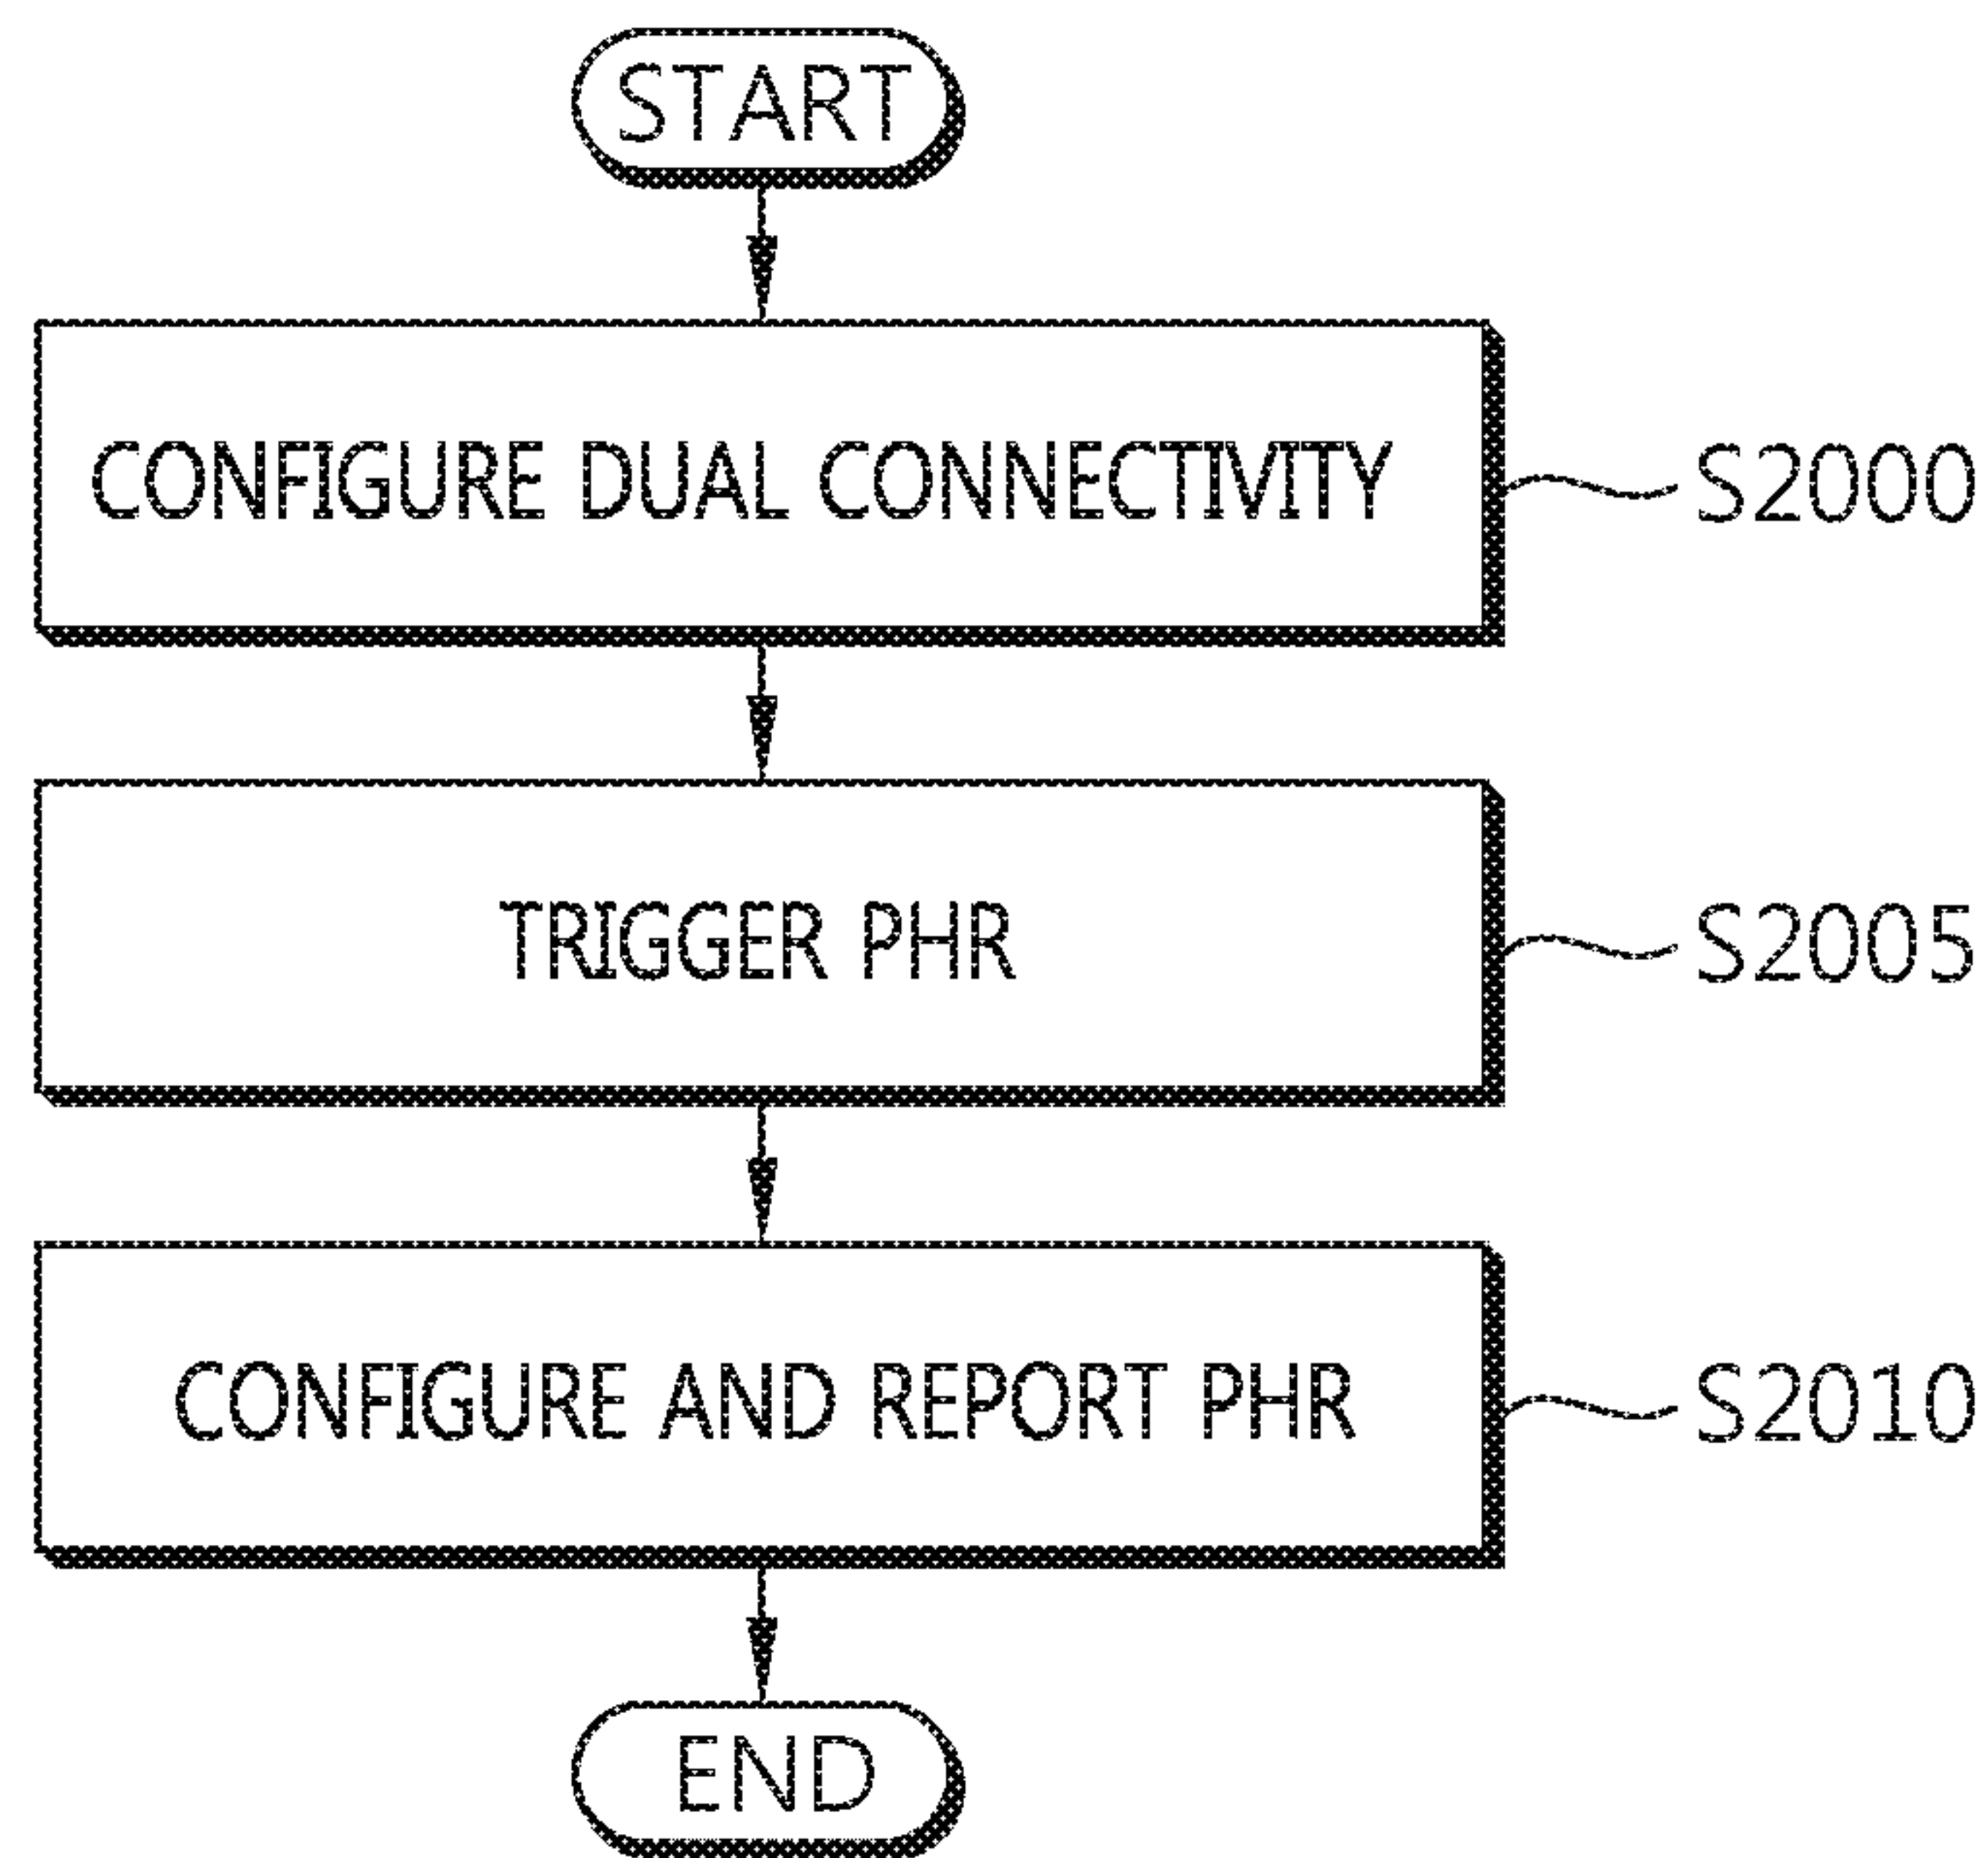 START
CONFIGURE DUAL CONNECTIVITY
S2000
TRIGGER PHR
S2005
CONFIGURE AND REPORT PHR
S2010
END